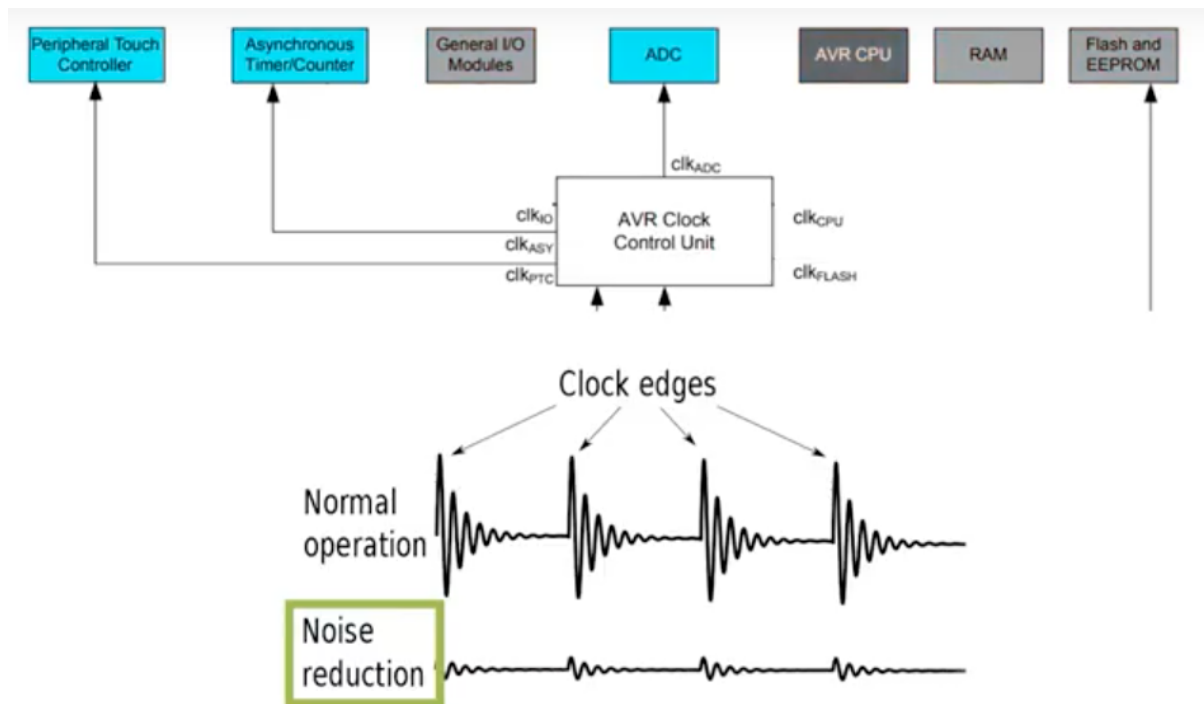 Peripheral Touch
Controller
Asynchronous
Timer/Counter
General I/O
Modules
ADC
AVR CPU
RAM
Flash and
EEPROM
clkADC
clkIO
clkASY
clkPTC
AVR Clock
Control Unit
clkCPU
clkFLASH
Clock edges
Normal
operation
Noise
reduction